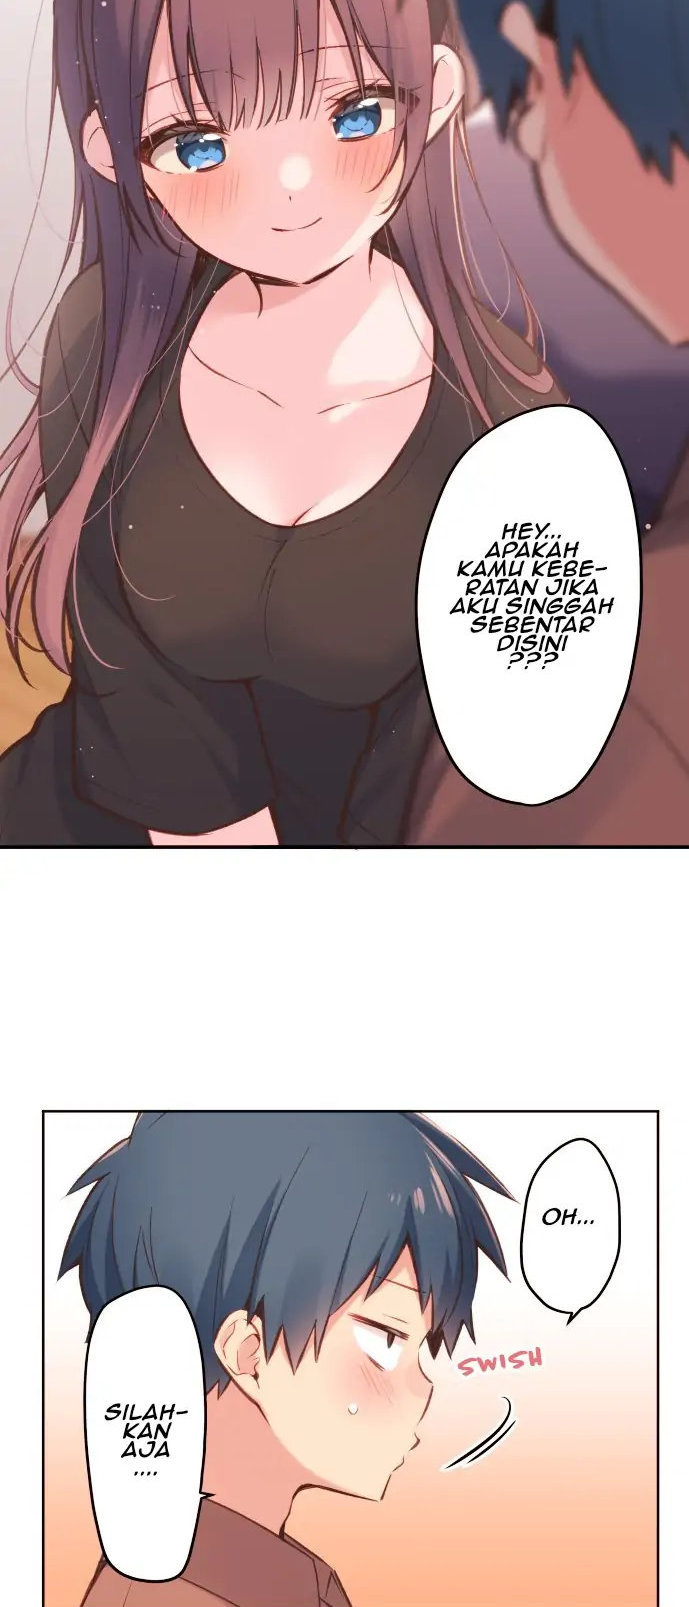 HEY...
APAKAH
KAMU KEBE-
RATAN JIKA
AKU SINGGAH
SEBENTAR
DISINI
???
OH...
SWISH
SILAH-
KAN
AJA
....